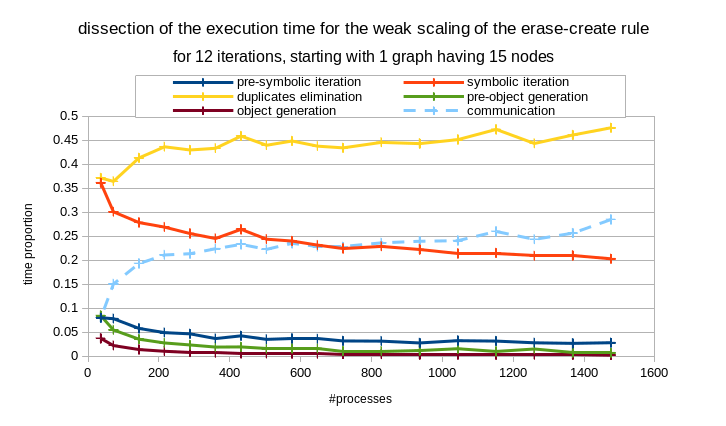 dissection of the execution time for the weak scaling of the erase-create rule
for 12 iterations, starting with 1 graph having 15 nodes
pre-symbolic iteration symbolic iteration
duplicates elimination pre-object generation
object generation communication
0.5
0.45
0.4
0.35
0.3
0.25
0.2
0.15
0.1
0.05
0
time proportion
0 200 400 600 800 1000 1200 1400 1600
#processes